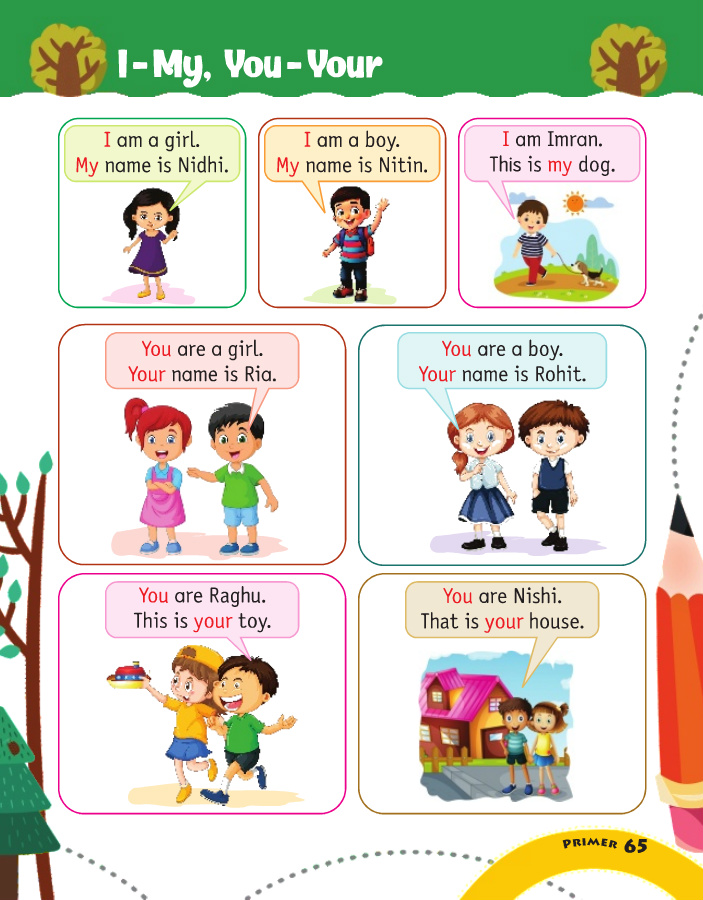 I - My, You - Your
I am a girl.
My name is Nidhi.
I am a boy.
My name is Nitin.
I am Imran.
This is my dog.
You are a girl.
Your name is Ria.
You are a boy.
Your name is Rohit.
You are Raghu.
This is your toy.
You are Nishi.
That is your house.
PRIMER 65